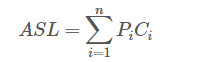 ASL = \sum_{i=1}^{n} P_i C_i